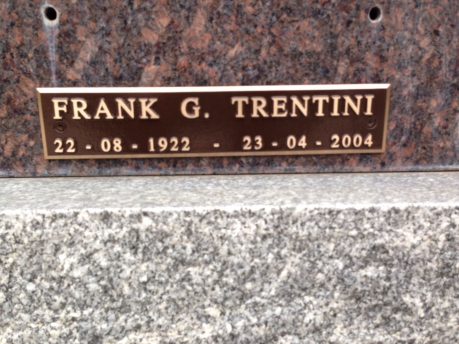 FRANK G. TRENTINI
22 - 08 - 1922 - 23 - 04 - 2004